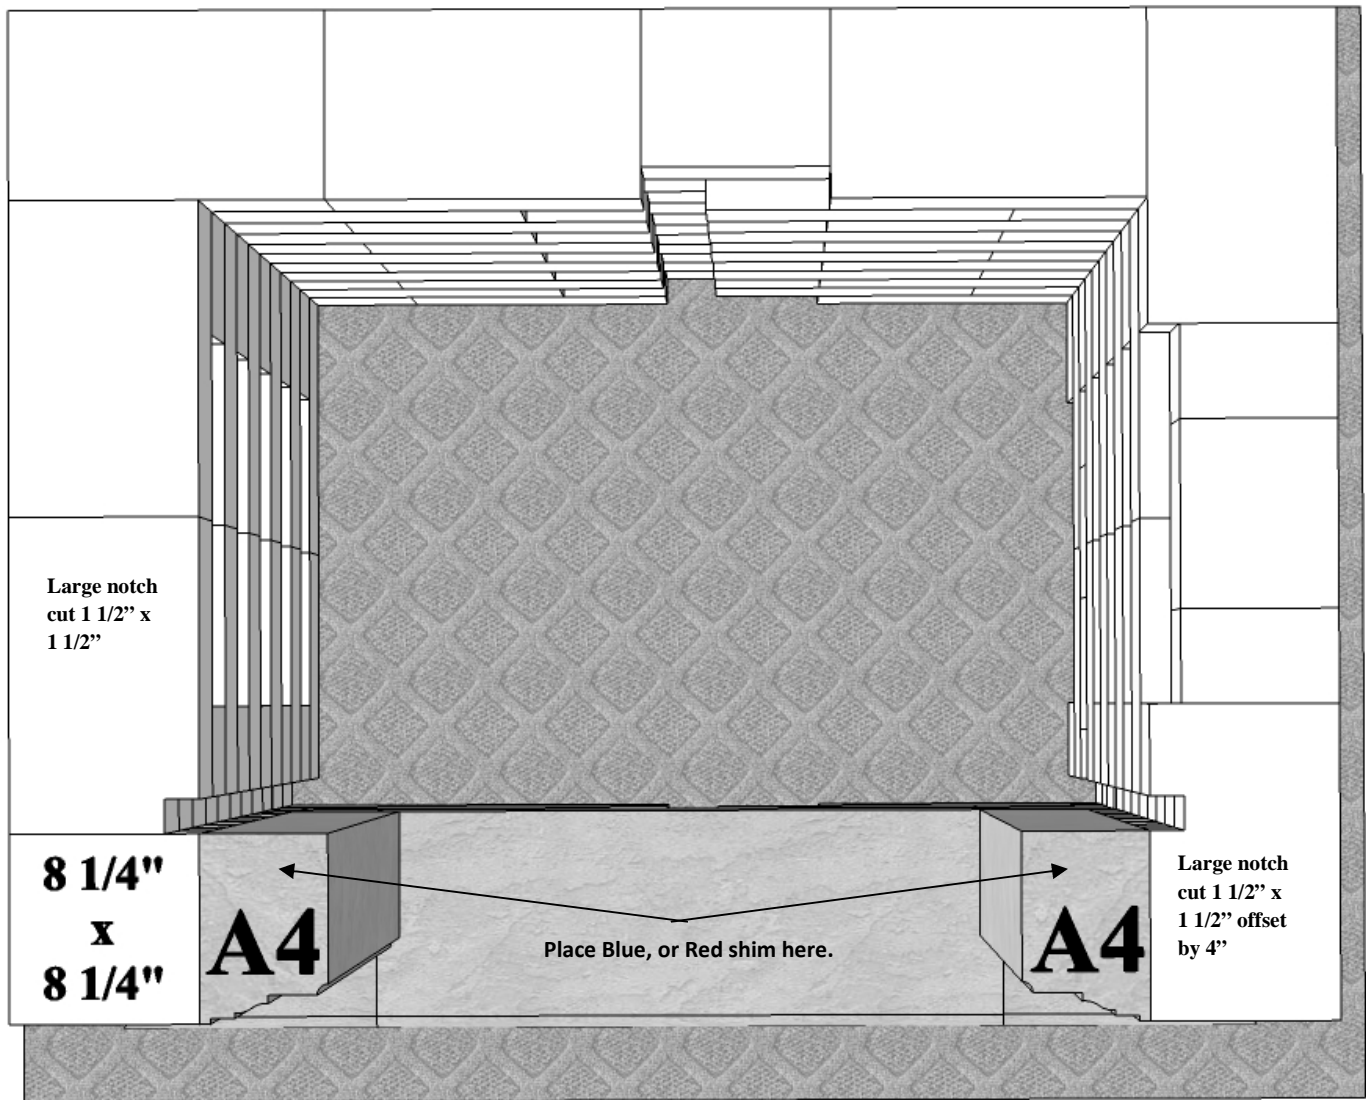 Large notch
cut 1 1/2” x
1 1/2”
8 1/4"
x
8 1/4"
A4
Place Blue, or Red shim here.
A4
Large notch
cut 1 1/2” x
1 1/2” offset
by 4”